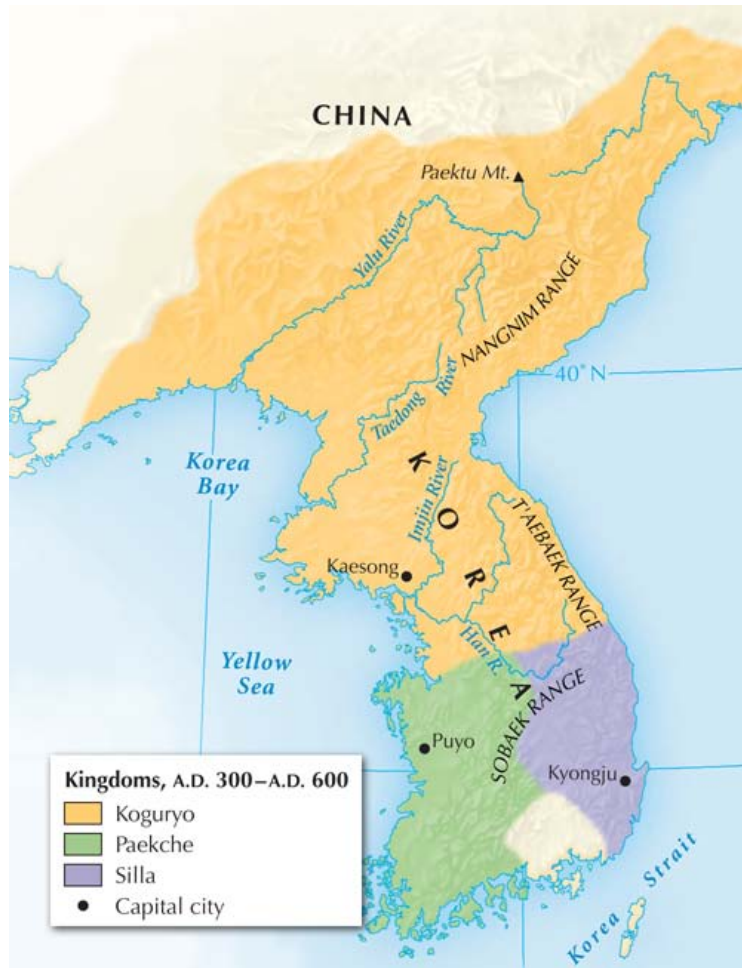 CHINA
Paektu Mt.
Yalu River
NANGNIM RANGE
40° N
Taedong River
Korea
Bay
KOREA
Imjin River
T'AEBAEK RANGE
Kaesong
Han R.
Yellow
Sea
SOBAEK RANGE
Puyo
Kyongju
Kingdoms, A.D. 300–A.D. 600
Koguryo
Paekche
Silla
Capital city
Korea Strait